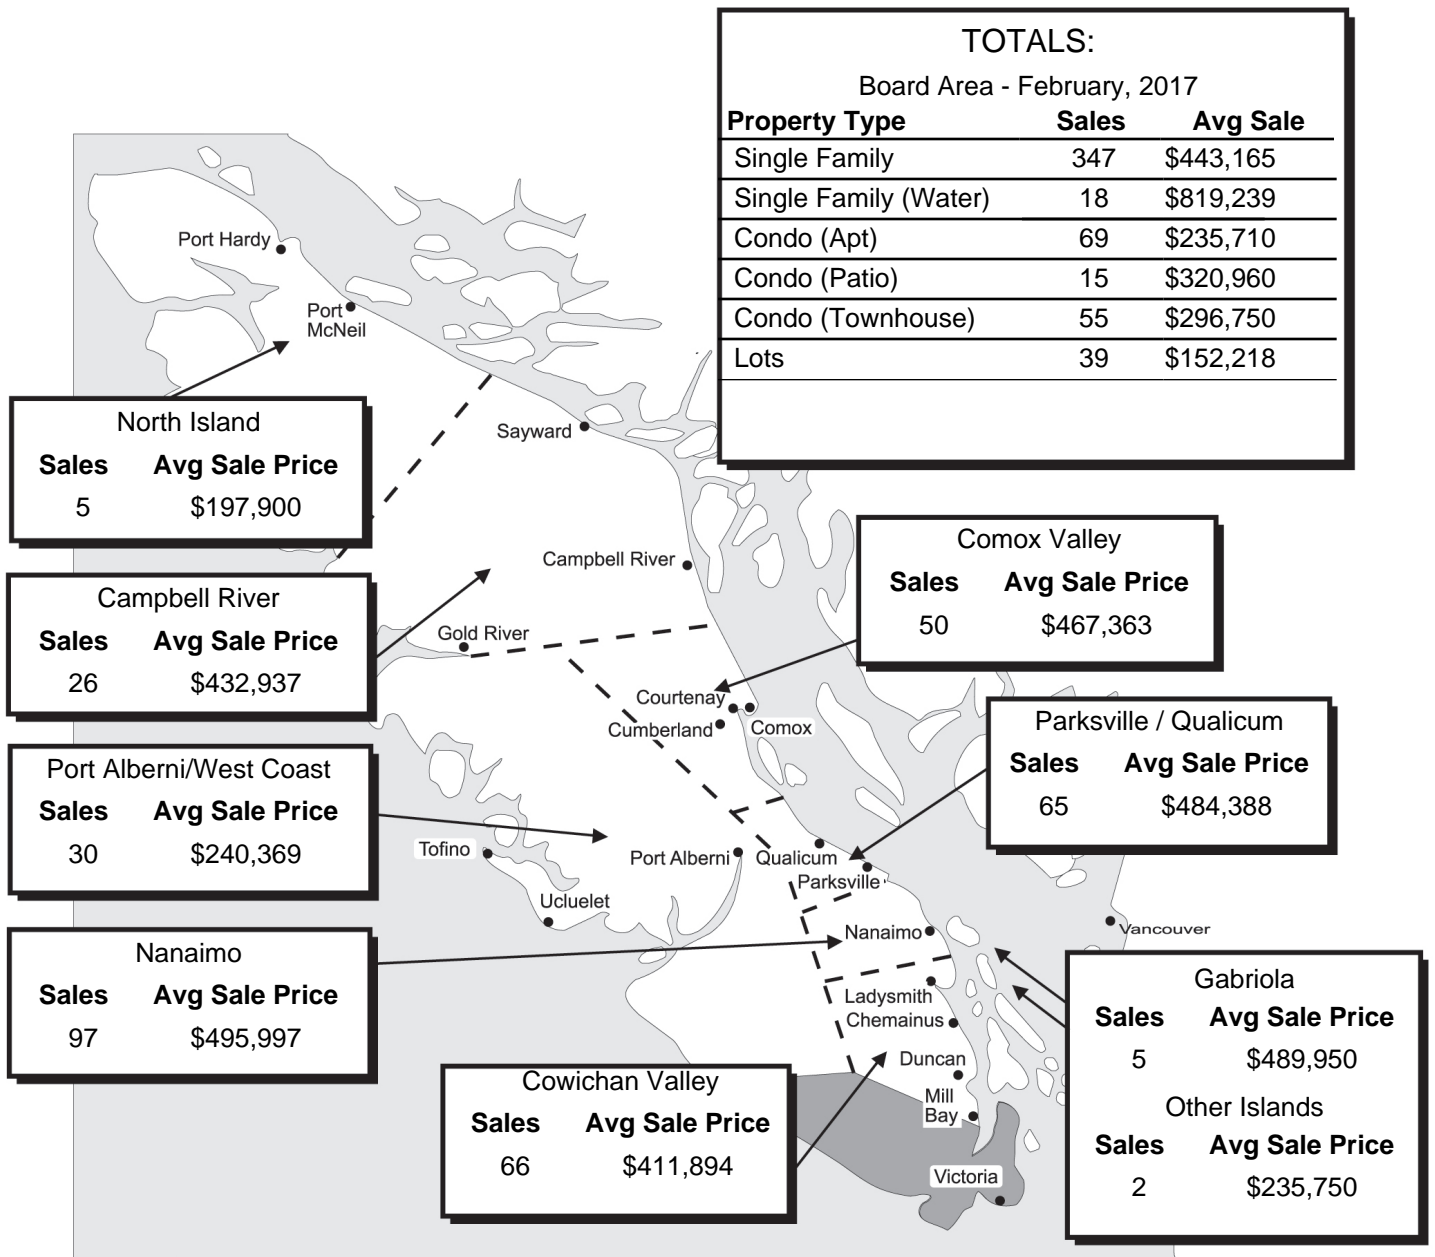 TOTALS:
Board Area - February, 2017
Property Type Sales Avg Sale
Single Family 347 $443,165
Single Family (Water) 18 $819,239
Condo (Apt) 69 $235,710
Condo (Patio) 15 $320,960
Condo (Townhouse) 55 $296,750
Lots 39 $152,218
Port Hardy
Port
McNeil
North Island
Sales Avg Sale Price
5 $197,900
Sayward
Campbell River
Comox Valley
Sales Avg Sale Price
50 $467,363
Campbell River
Sales Avg Sale Price
26 $432,937
Gold River
Courtenay
Cumberland
Comox
Parksville / Qualicum
Sales Avg Sale Price
65 $484,388
Port Alberni/West Coast
Sales Avg Sale Price
30 $240,369
Tofino
Port Alberni
Qualicum
Parksville
Ucluelet
Nanaimo
Vancouver
Nanaimo
Sales Avg Sale Price
97 $495,997
Ladysmith
Chemainus
Duncan
Mill
Bay
Victoria
Gabriola
Sales Avg Sale Price
5 $489,950
Other Islands
Sales Avg Sale Price
2 $235,750
Cowichan Valley
Sales Avg Sale Price
66 $411,894